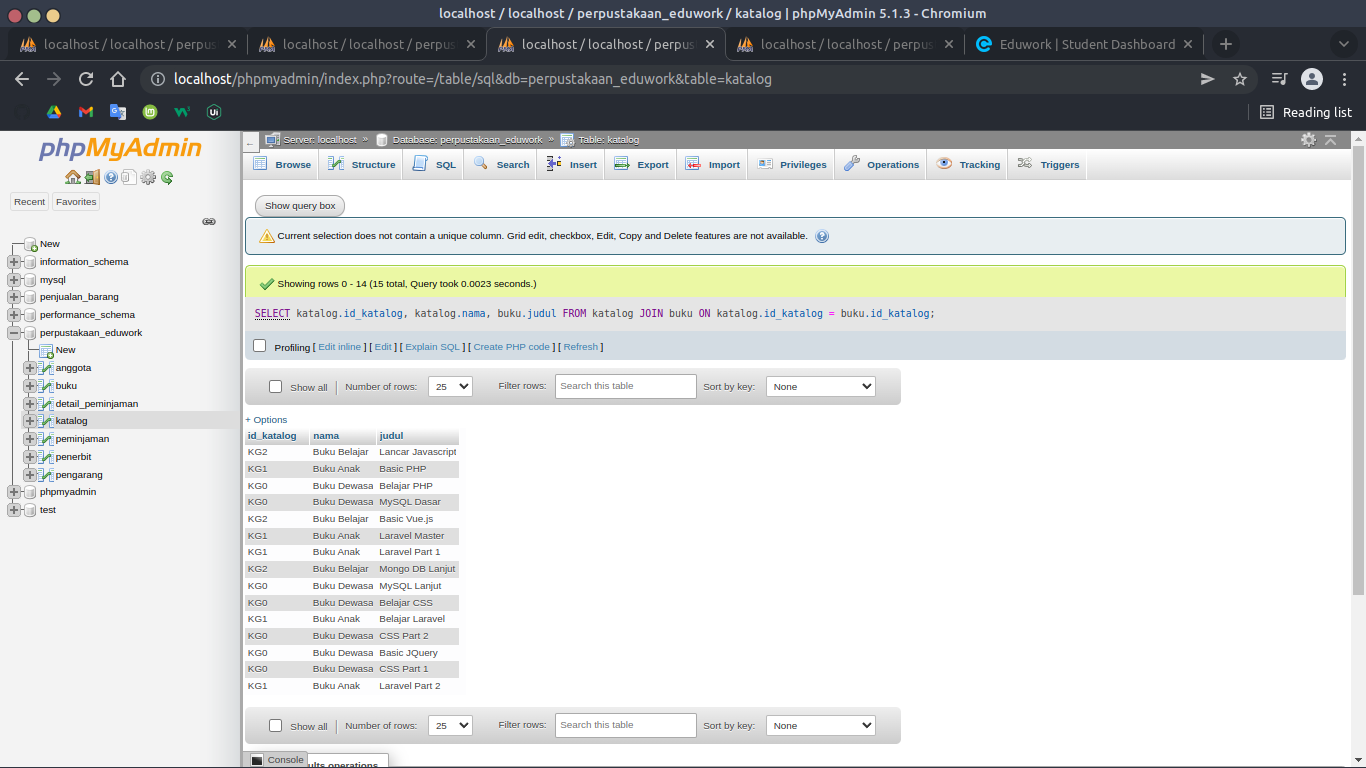 localhost / localhost / perpustakaan_eduwork / katalog | phpMyAdmin 5.1.3 - Chromium
localhost / localhost / perpus localhost / localhost / perpus localhost / localhost / perpus localhost / localhost / perpus Eduwork | Student Dashboard
localhost/phpmyadmin/index.php?route=/table/sql&db=perpustakaan_eduwork&table=katalog
Reading list
phpMyAdmin
Recent Favorites
New
information_schema
mysql
penjualan_barang
performance_schema
perpustakaan_eduwork
New
anggota
buku
detail_peminjaman
katalog
peminjaman
penerbit
pengarang
phpmyadmin
test
Server: localhost » Database: perpustakaan_eduwork » Table: katalog
Browse Structure SQL Search Insert Export Import Privileges Operations Tracking Triggers
Show query box
Current selection does not contain a unique column. Grid edit, checkbox, Edit, Copy and Delete features are not available.
Showing rows 0 - 14 (15 total, Query took 0.0023 seconds.)
SELECT katalog.id_katalog, katalog.nama, buku.judul FROM katalog JOIN buku ON katalog.id_katalog = buku.id_katalog;
Profiling [ Edit inline ] [ Edit ] [ Explain SQL ] [ Create PHP code ] [ Refresh ]
Show all | Number of rows: 25 Filter rows: Search this table Sort by key: None
+ Options
id_katalog nama judul
KG2 Buku Belajar Lancar Javascript
KG1 Buku Anak Basic PHP
KG0 Buku Dewasa Belajar PHP
KG0 Buku Dewasa MySQL Dasar
KG2 Buku Belajar Basic Vue.js
KG1 Buku Anak Laravel Master
KG1 Buku Anak Laravel Part 1
KG2 Buku Belajar Mongo DB Lanjut
KG0 Buku Dewasa MySQL Lanjut
KG0 Buku Dewasa Belajar CSS
KG1 Buku Anak Belajar Laravel
KG0 Buku Dewasa CSS Part 2
KG0 Buku Dewasa Basic JQuery
KG0 Buku Dewasa CSS Part 1
KG1 Buku Anak Laravel Part 2
Show all | Number of rows: 25 Filter rows: Search this table Sort by key: None
Console ults operations